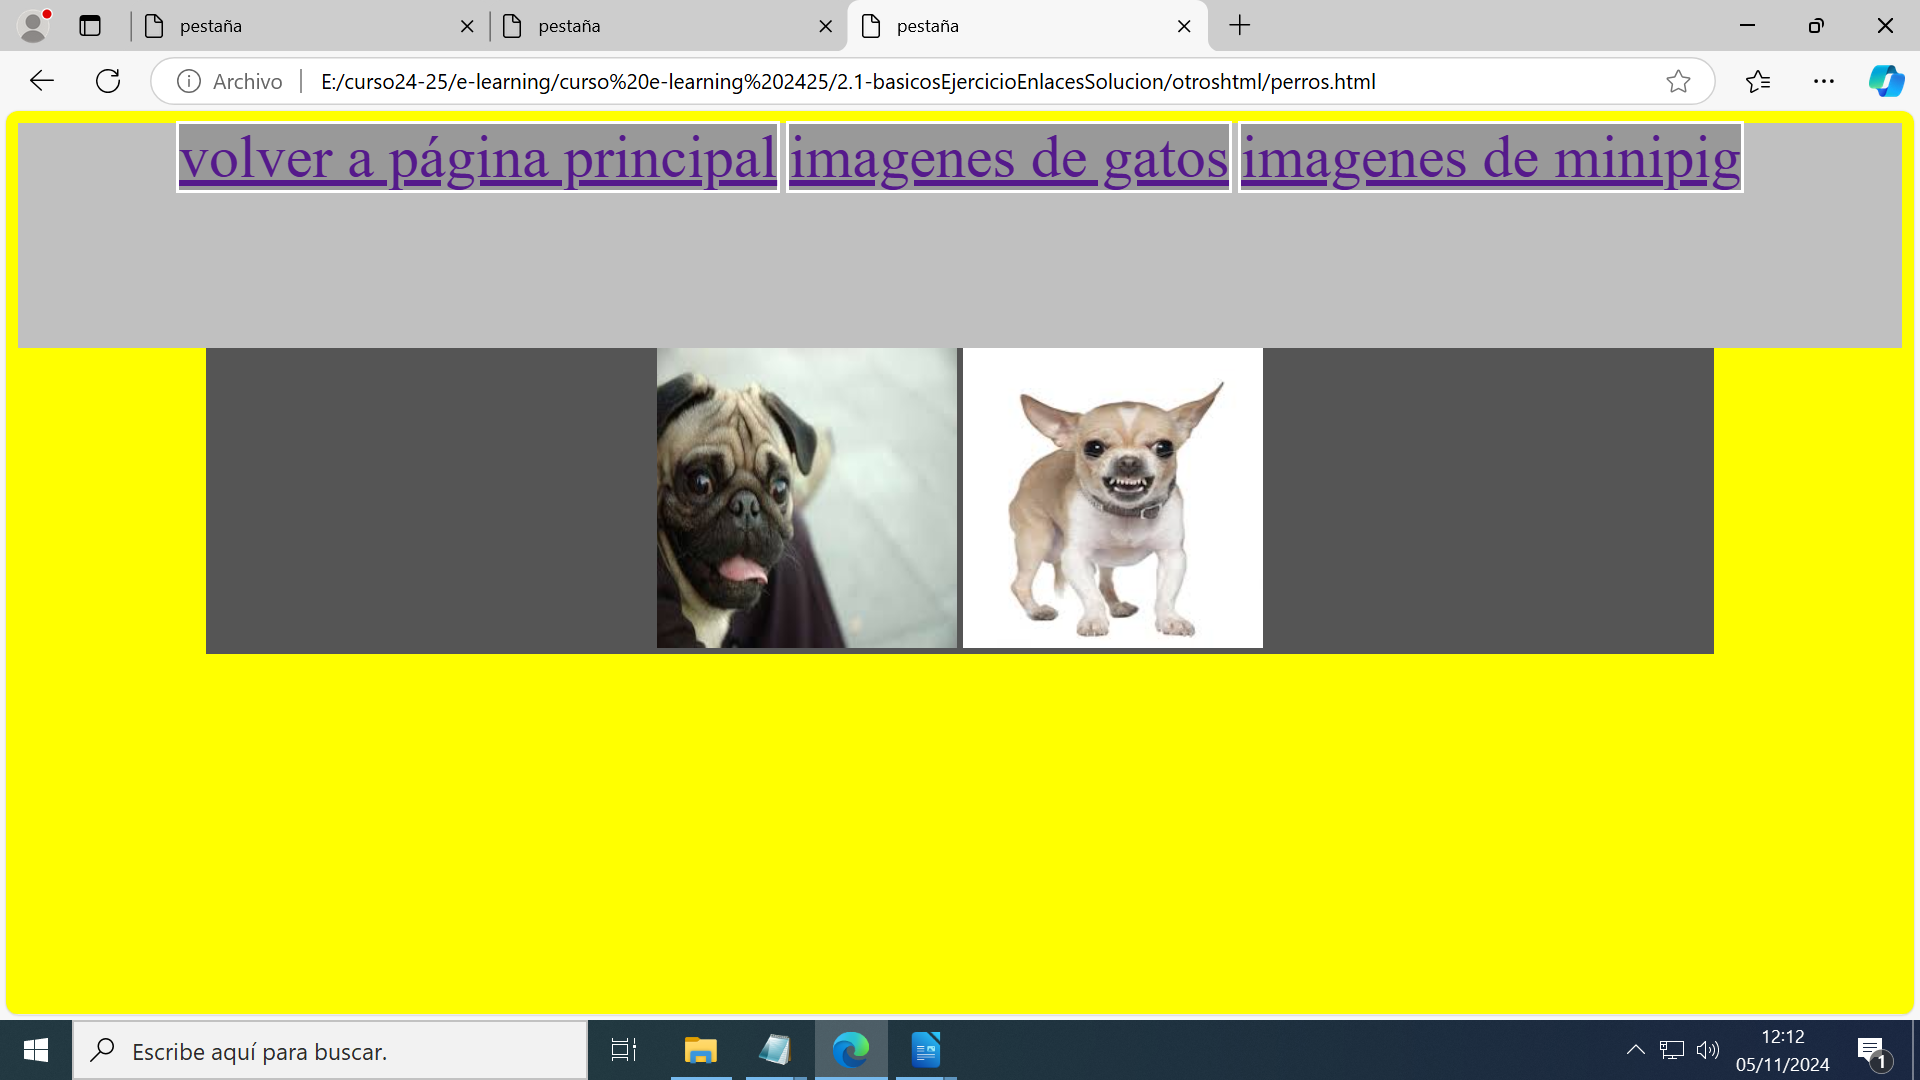 pestaña
pestaña
pestaña
Archivo
E:/curso24-25/e-learning/curso%20e-learning%202425/2.1-basicosEjercicioEnlacesSolucion/otroshtml/perros.html
volver a página principal imagenes de gatos imagenes de minipig
Escribe aquí para buscar.
12:12
05/11/2024
1